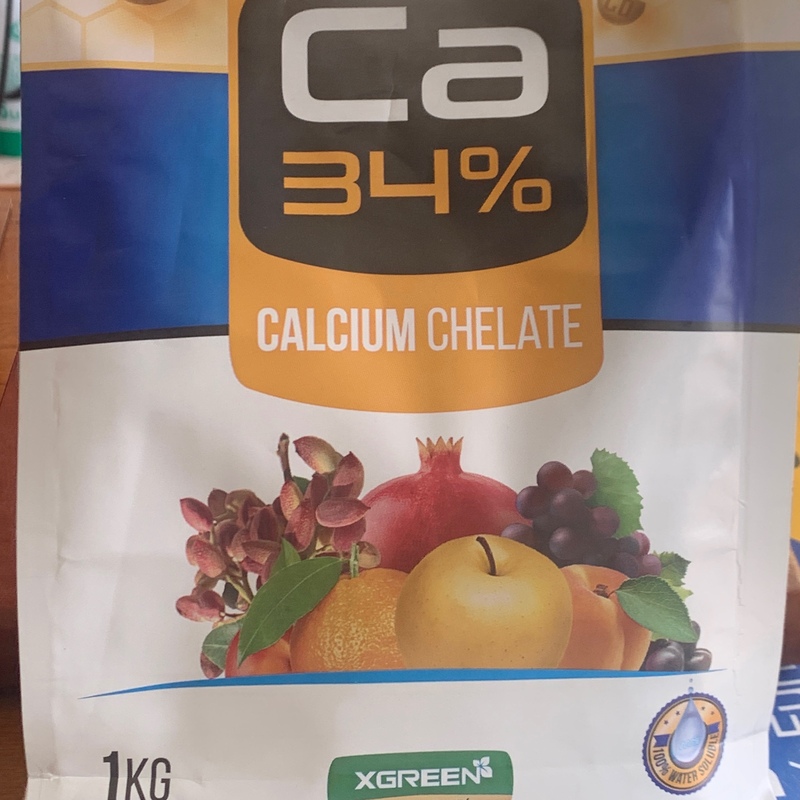 Ca
34%
CALCIUM CHELATE
1KG
XGREEN
100% WATER SOLUBLE